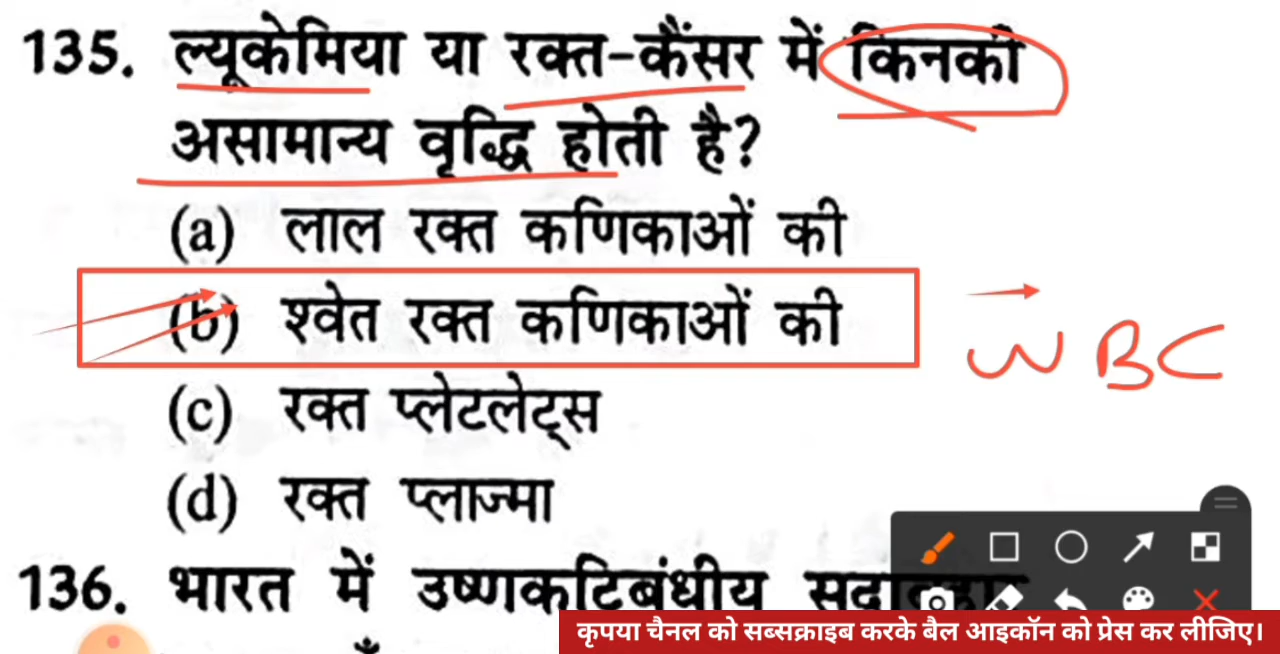 135. ल्यूकेमिया या रक्त-कैंसर में किनकी
असामान्य वृद्धि होती है?
(a) लाल रक्त कणिकाओं की
(b) श्वेत रक्त कणिकाओं की
WBC
(c) रक्त प्लेटलेट्स
(d) रक्त प्लाज्मा
136. भारत में उष्णकटिबंधीय
कृपया चैनल को सब्सक्राइब करके बैल आइकॉन को प्रेस कर लीजिए।